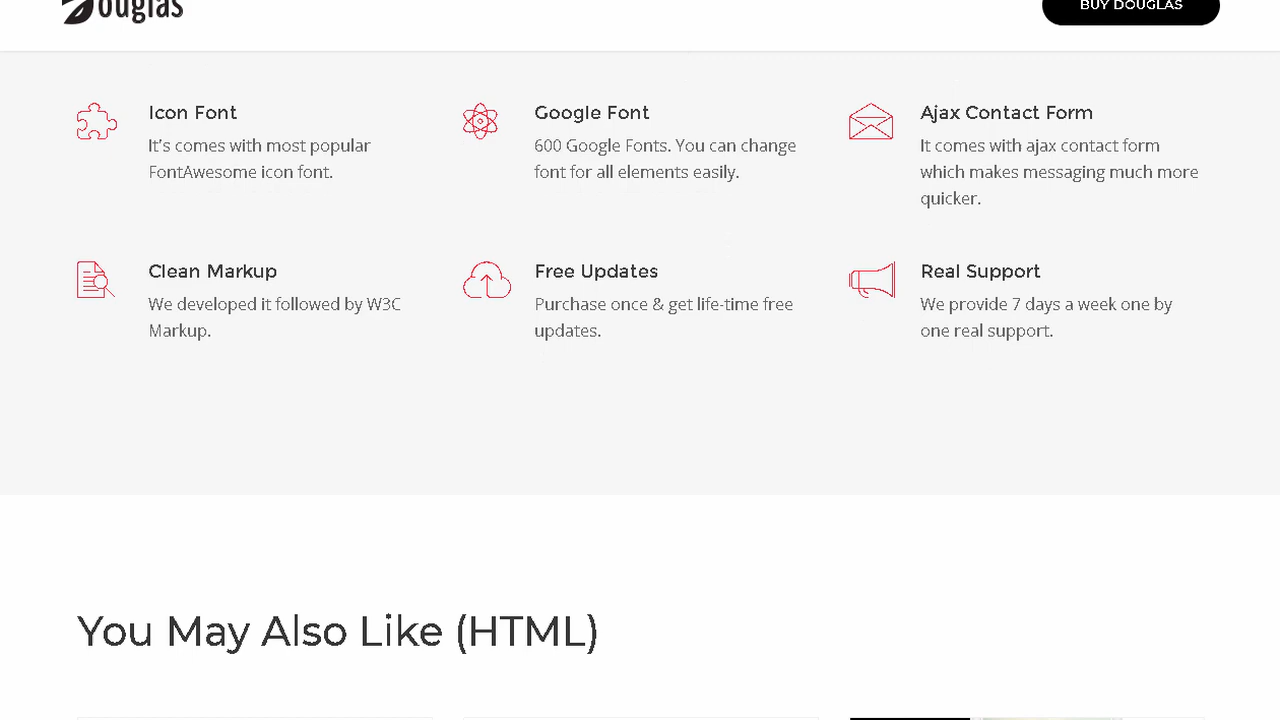 Douglas
BUY DOUGLAS
Icon Font
It's comes with most popular
FontAwesome icon font.
Google Font
600 Google Fonts. You can change
font for all elements easily.
Ajax Contact Form
It comes with ajax contact form
which makes messaging much more
quicker.
Clean Markup
We developed it followed by W3C
Markup.
Free Updates
Purchase once & get life-time free
updates.
Real Support
We provide 7 days a week one by
one real support.
You May Also Like (HTML)